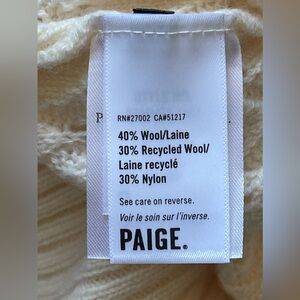 RN#27002 CA#51217
40% Wool/Laine
30% Recycled Wool/
Laine recyclé
30% Nylon
See care on reverse.
Voir le soin sur l'inverse.
PAIGE.